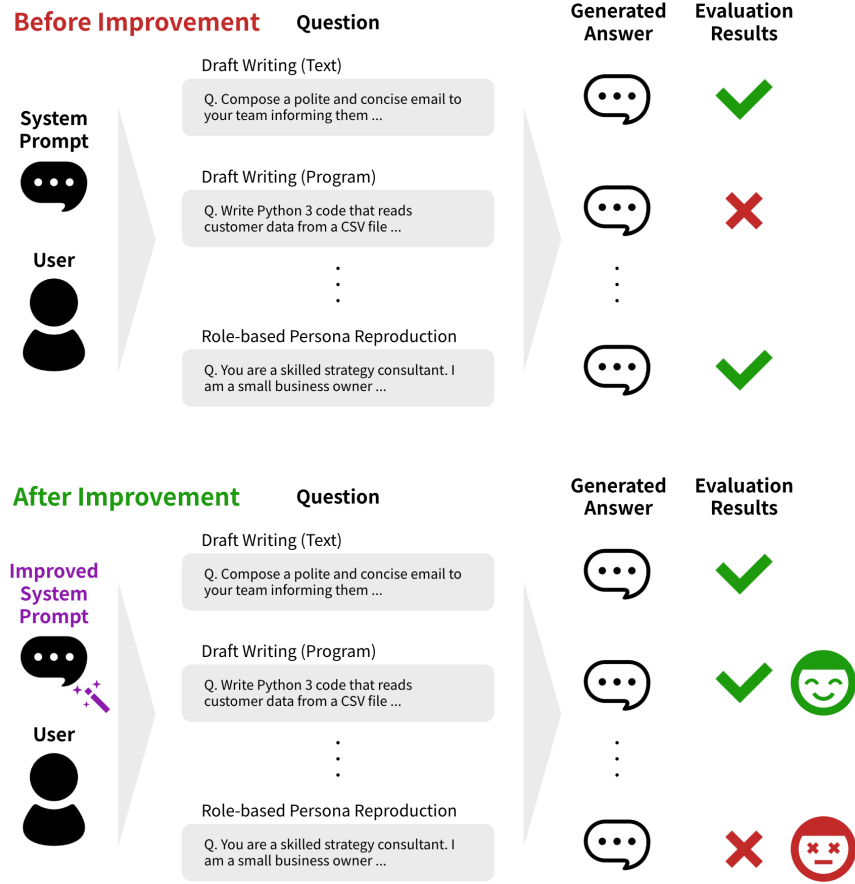 Before Improvement
Question
Generated
Answer
Evaluation
Results
System
Prompt
User
Draft Writing (Text)
Q. Compose a polite and concise email to
your team informing them ...
Draft Writing (Program)
Q. Write Python 3 code that reads
customer data from a CSV file ...
Role-based Persona Reproduction
Q. You are a skilled strategy consultant. I
am a small business owner ...
After Improvement
Question
Generated
Answer
Evaluation
Results
Improved
System
Prompt
User
Draft Writing (Text)
Q. Compose a polite and concise email to
your team informing them ...
Draft Writing (Program)
Q. Write Python 3 code that reads
customer data from a CSV file ...
Role-based Persona Reproduction
Q. You are a skilled strategy consultant. I
am a small business owner ...